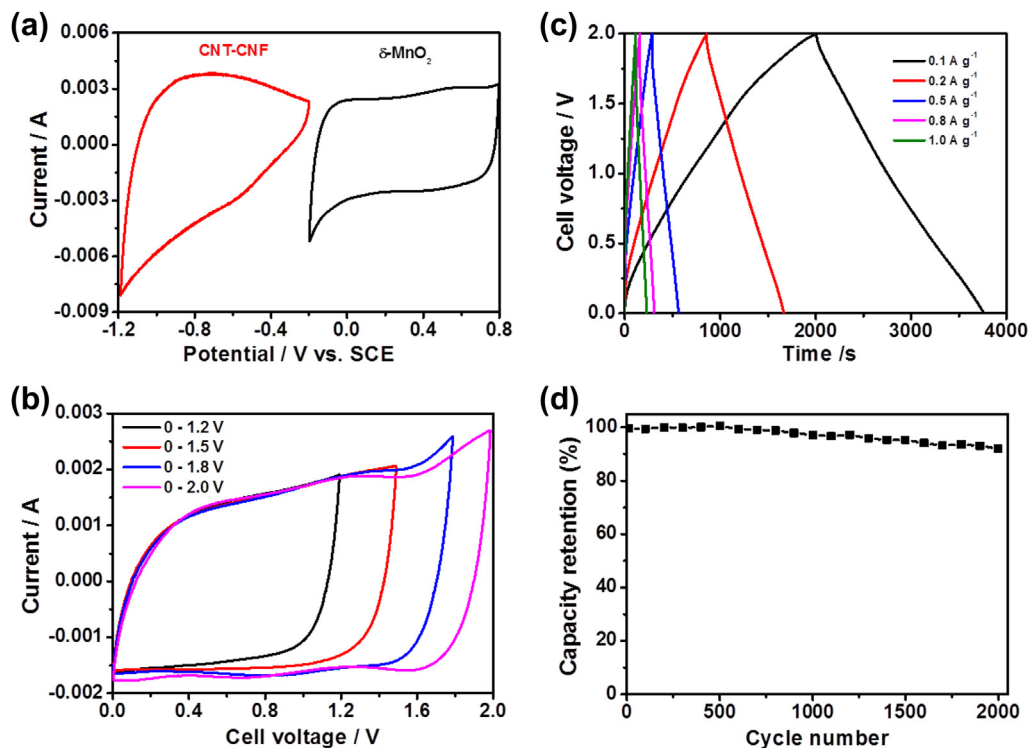 (a)
0.006
0.003
0.000
-0.003
-0.006
-0.009
Current / A
CNT-CNF
δ-MnO₂
-1.2 -0.8 -0.4 0.0 0.4 0.8
Potential / V vs. SCE
(c)
2.0
1.5
1.0
0.5
0.0
Cell voltage / V
0.1 A g⁻¹
0.2 A g⁻¹
0.5 A g⁻¹
0.8 A g⁻¹
1.0 A g⁻¹
0 1000 2000 3000 4000
Time /s
(b)
0.003
0.002
0.001
0.000
-0.001
-0.002
Current / A
0 - 1.2 V
0 - 1.5 V
0 - 1.8 V
0 - 2.0 V
0.0 0.4 0.8 1.2 1.6 2.0
Cell voltage / V
(d)
100
80
60
40
20
0
Capacity retention (%)
0 500 1000 1500 2000
Cycle number